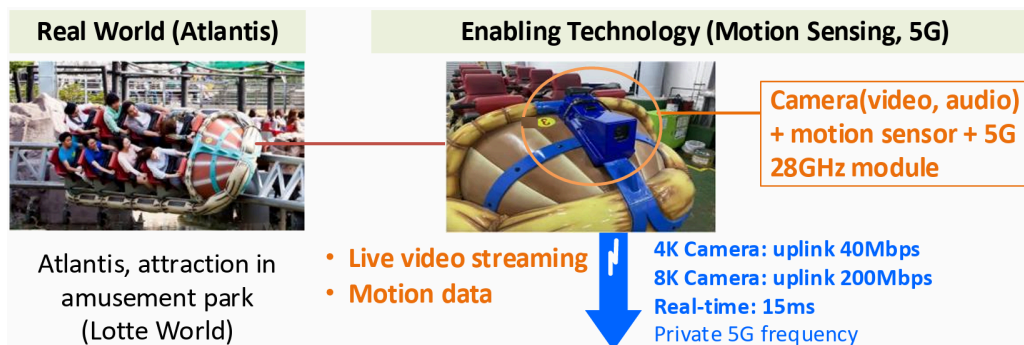 Real World (Atlantis)
Enabling Technology (Motion Sensing, 5G)
Camera(video, audio)
+ motion sensor + 5G
28GHz module
Atlantis, attraction in
amusement park
(Lotte World)
• Live video streaming
• Motion data
4K Camera: uplink 40Mbps
8K Camera: uplink 200Mbps
Real-time: 15ms
Private 5G frequency